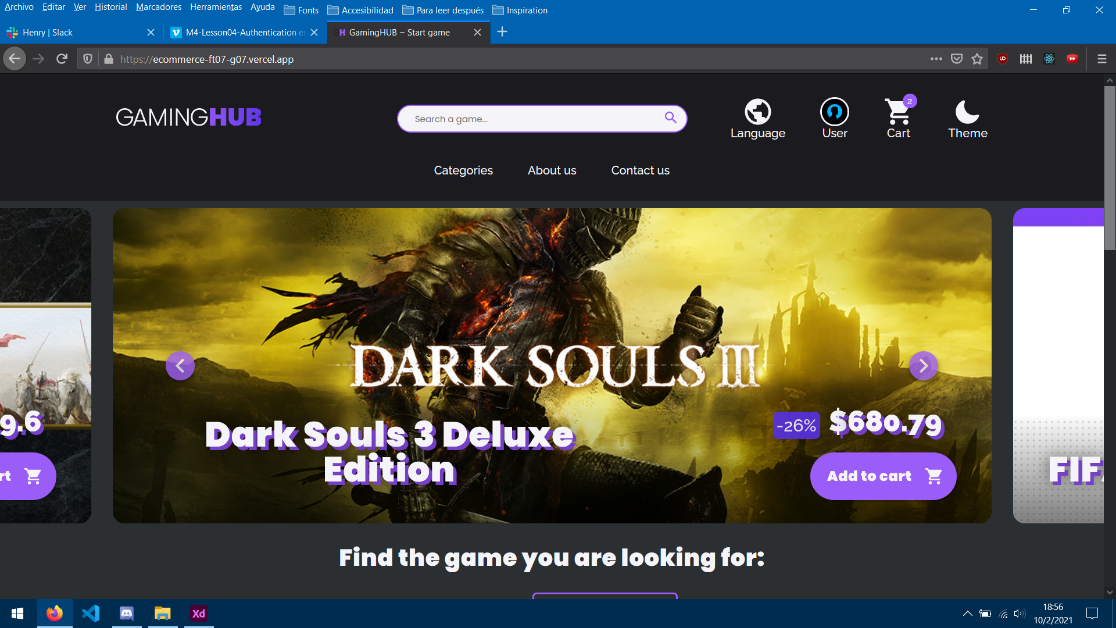 Archivo Editar Ver Historial Marcadores Herramientas Ayuda Fonts Accesibilidad Para leer después Inspiration
Henry | Slack
M4-Lesson04-Authentication en
GamingHUB – Start game
https://ecommerce-ft07-g07.vercel.app
GAMINGHUB
Search a game...
Language
User
2
Cart
Theme
Categories About us Contact us
DARK SOULS III
9.6
rt
Dark Souls 3 Deluxe
Edition
-26% $680.79
Add to cart
FIF
Find the game you are looking for:
Xd
18:56
10/2/2021